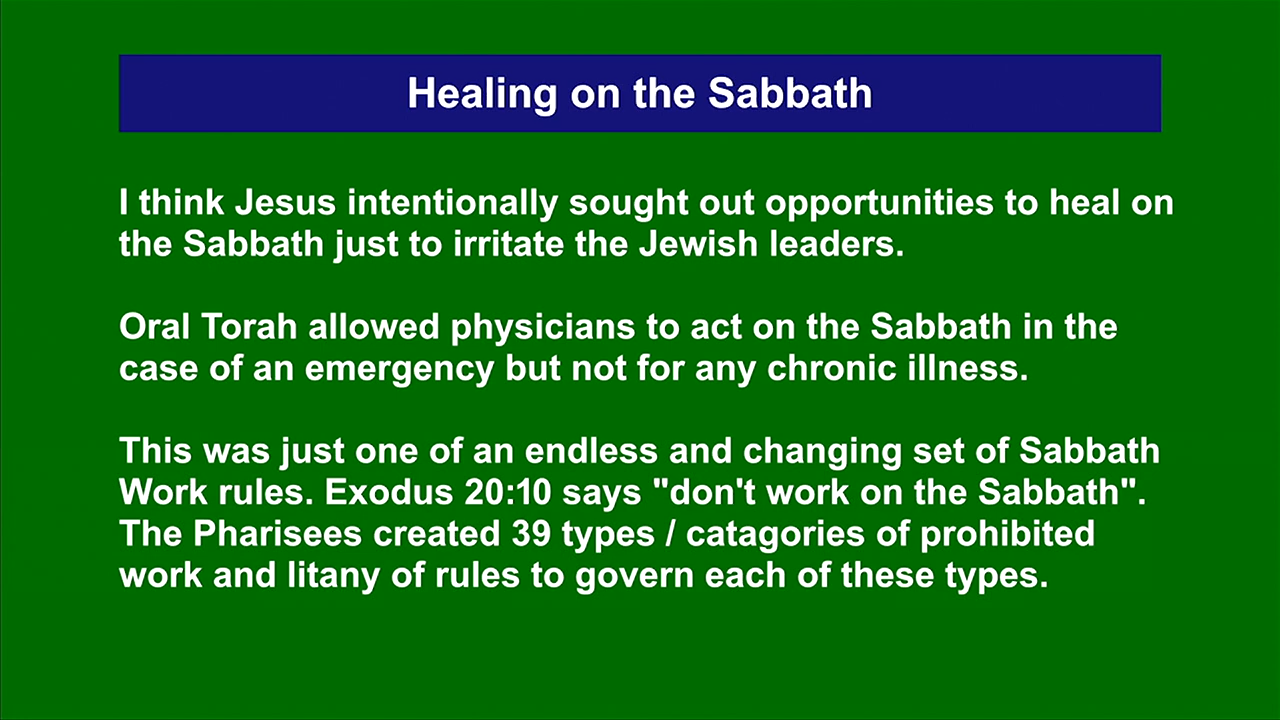 Healing on the Sabbath
I think Jesus intentionally sought out opportunities to heal on
the Sabbath just to irritate the Jewish leaders.
Oral Torah allowed physicians to act on the Sabbath in the
case of an emergency but not for any chronic illness.
This was just one of an endless and changing set of Sabbath
Work rules. Exodus 20:10 says "don't work on the Sabbath".
The Pharisees created 39 types / catagories of prohibited
work and litany of rules to govern each of these types.